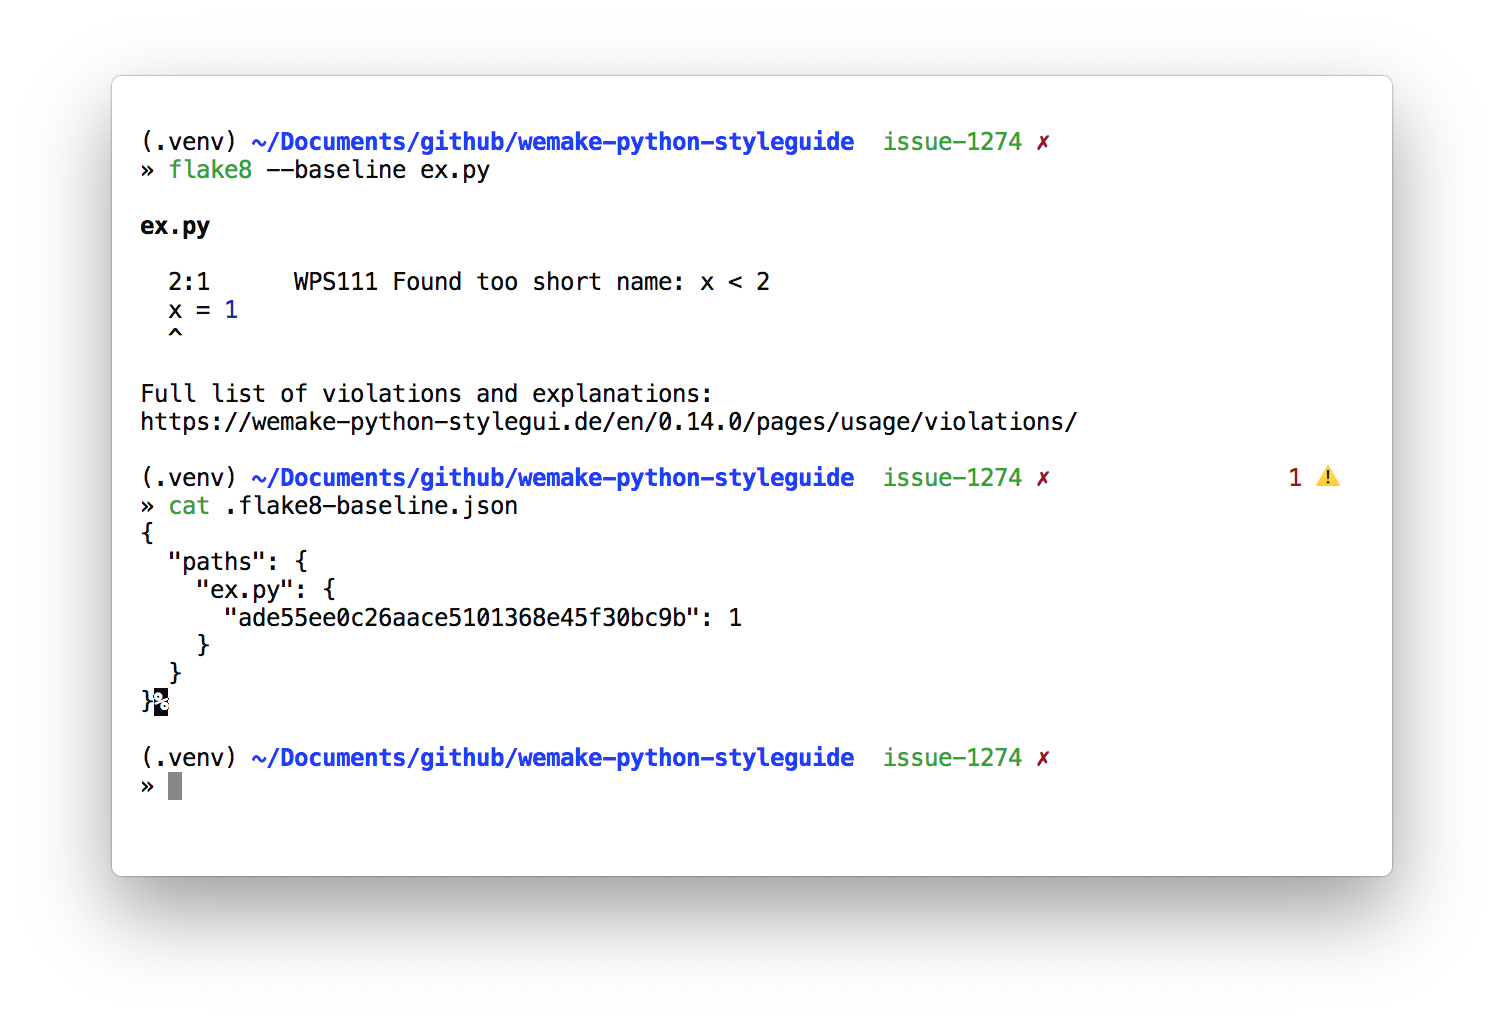 (.venv) ~/Documents/github/wemake-python-styleguide  issue-1274 ✗
» flake8 --baseline ex.py
ex.py
  2:1      WPS111 Found too short name: x < 2
  x = 1
  ^
Full list of violations and explanations:
https://wemake-python-stylegui.de/en/0.14.0/pages/usage/violations/
(.venv) ~/Documents/github/wemake-python-styleguide  issue-1274 ✗                 1 ⚠️
» cat .flake8-baseline.json
{
  "paths": {
    "ex.py": {
      "ade55ee0c26aace5101368e45f30bc9b": 1
    }
  }
}%
(.venv) ~/Documents/github/wemake-python-styleguide  issue-1274 ✗
»